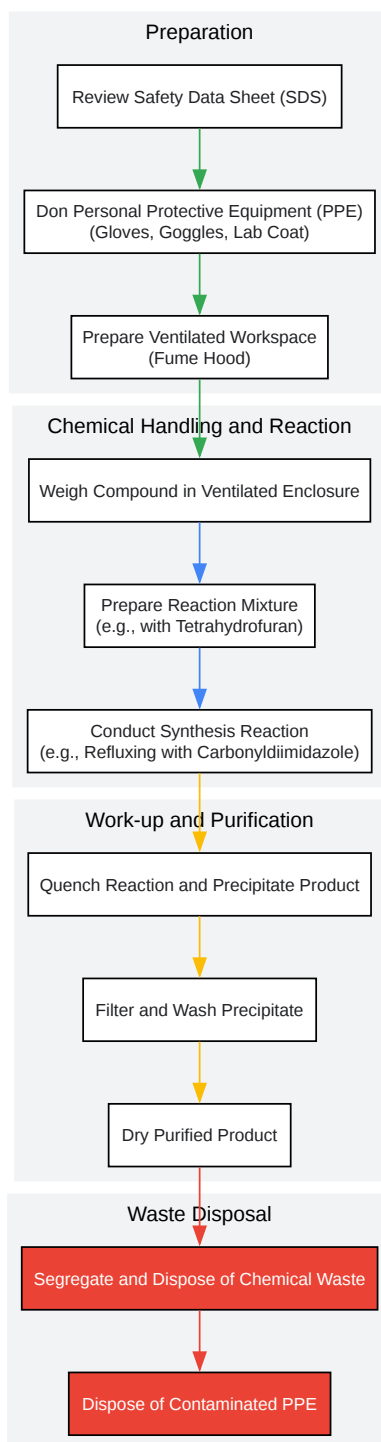 Preparation
Review Safety Data Sheet (SDS)
Don Personal Protective Equipment (PPE)
(Gloves, Goggles, Lab Coat)
Prepare Ventilated Workspace
(Fume Hood)
Chemical Handling and Reaction
Weigh Compound in Ventilated Enclosure
Prepare Reaction Mixture
(e.g., with Tetrahydrofuran)
Conduct Synthesis Reaction
(e.g., Refluxing with Carbonyldiimidazole)
Work-up and Purification
Quench Reaction and Precipitate Product
Filter and Wash Precipitate
Dry Purified Product
Waste Disposal
Segregate and Dispose of Chemical Waste
Dispose of Contaminated PPE